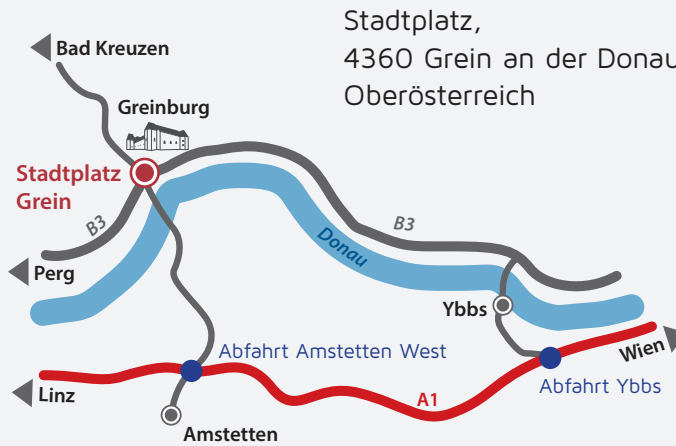 Stadtplatz,
4360 Grein an der Donau
Oberösterreich
Bad Kreuzen
Greinburg
Stadtplatz
Grein
B3
B3
Donau
Perg
Ybbs
Wien
Abfahrt Amstetten West
Abfahrt Ybbs
Linz
A1
Amstetten